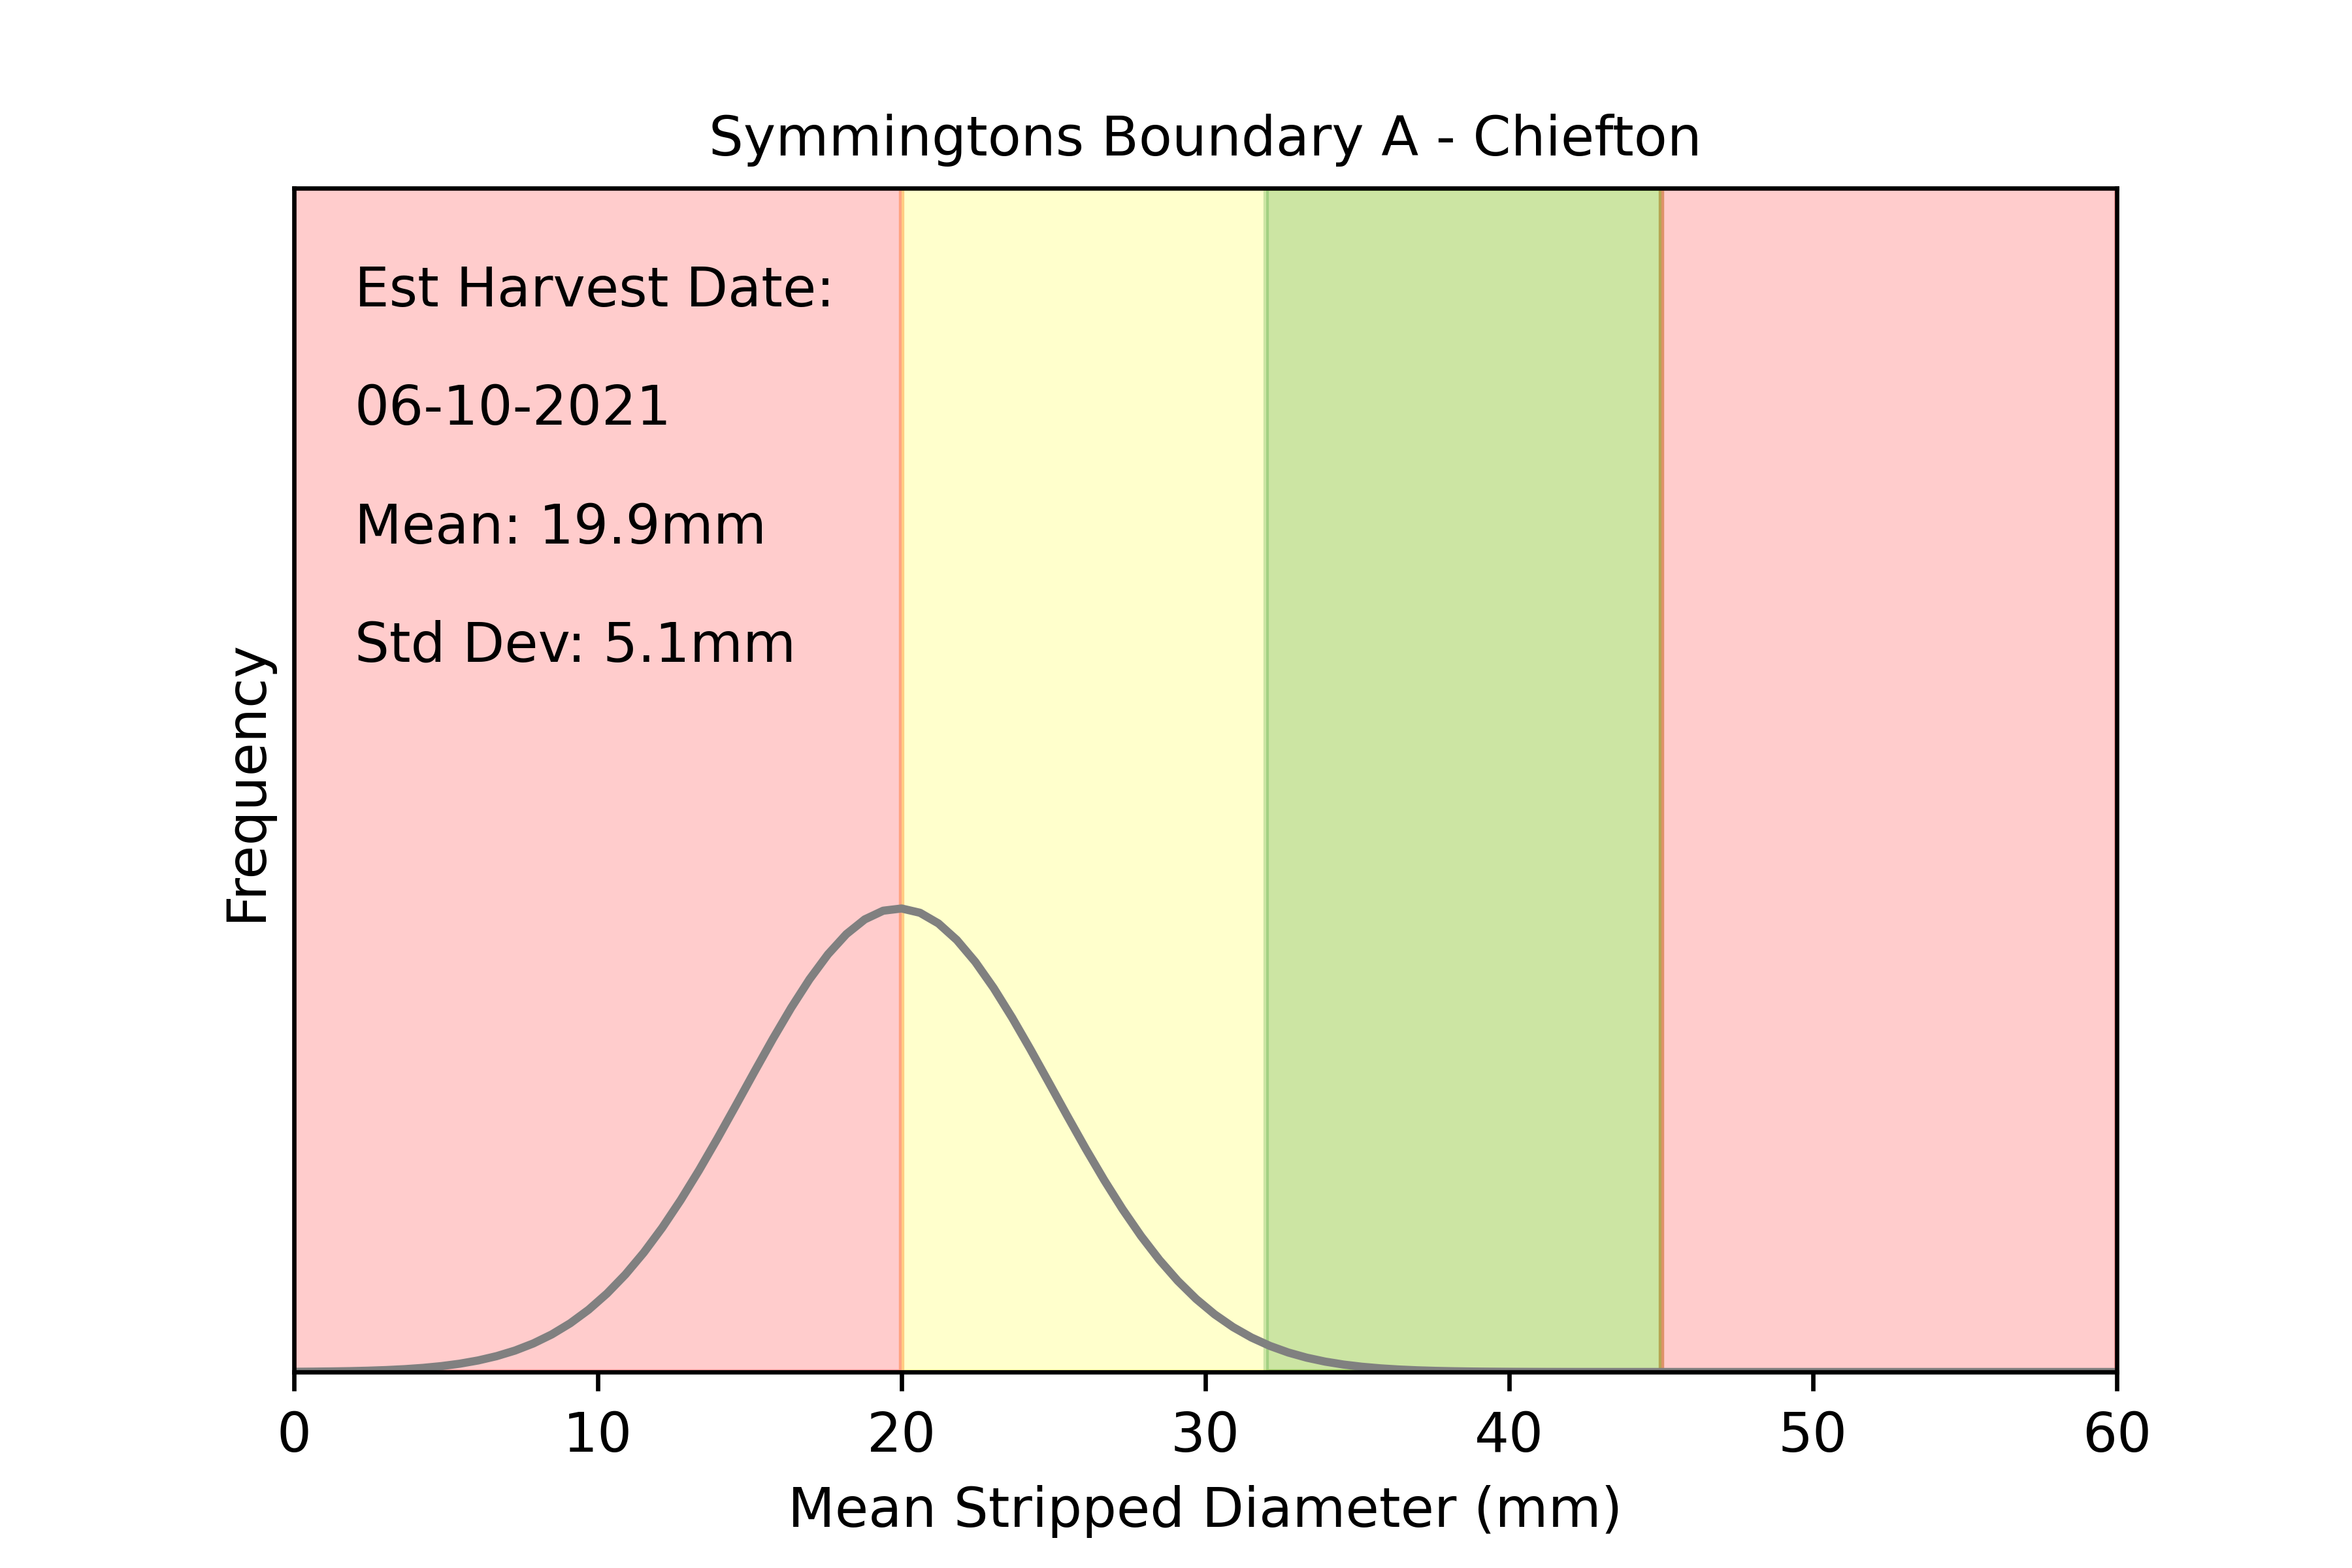 Symmingtons Boundary A - Chiefton
Est Harvest Date:
06-10-2021
Mean: 19.9mm
Std Dev: 5.1mm
Frequency
0 10 20 30 40 50 60
Mean Stripped Diameter (mm)